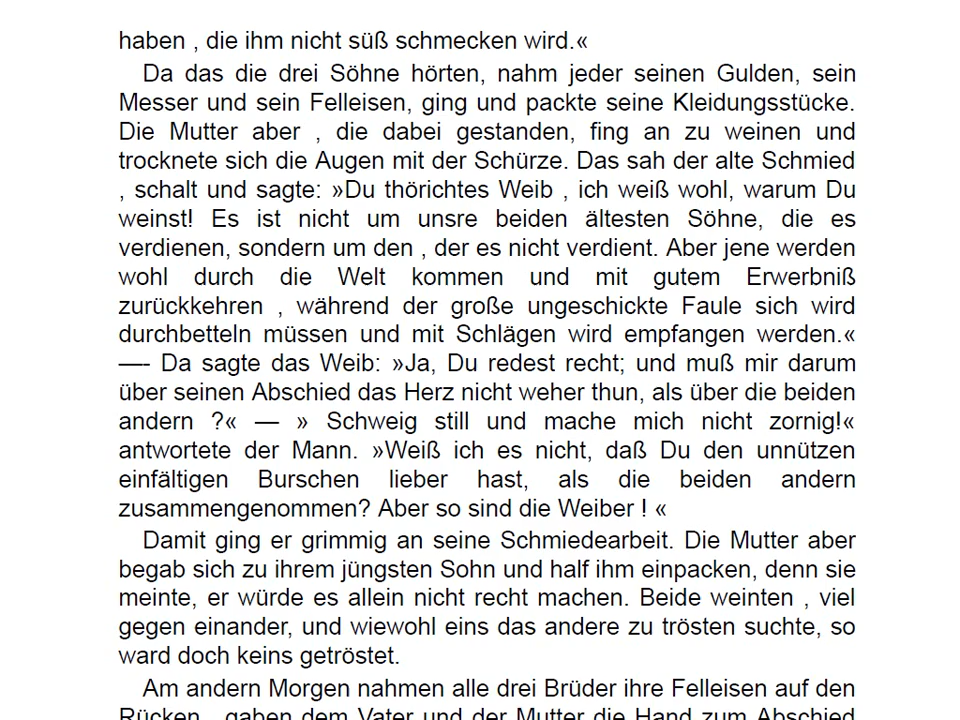 haben , die ihm nicht süß schmecken wird.«
Da das die drei Söhne hörten, nahm jeder seinen Gulden, sein
Messer und sein Felleisen, ging und packte seine Kleidungsstücke.
Die Mutter aber , die dabei gestanden, fing an zu weinen und
trocknete sich die Augen mit der Schürze. Das sah der alte Schmied
, schalt und sagte: »Du thörichtes Weib , ich weiß wohl, warum Du
weinst! Es ist nicht um unsre beiden ältesten Söhne, die es
verdienen, sondern um den , der es nicht verdient. Aber jene werden
wohl durch die Welt kommen und mit gutem Erwerbniß
zurückkehren , während der große ungeschickte Faule sich wird
durchbetteln müssen und mit Schlägen wird empfangen werden.«
—- Da sagte das Weib: »Ja, Du redest recht; und muß mir darum
über seinen Abschied das Herz nicht weher thun, als über die beiden
andern ?« — » Schweig still und mache mich nicht zornig!«
antwortete der Mann. »Weiß ich es nicht, daß Du den unnützen
einfältigen Burschen lieber hast, als die beiden andern
zusammengenommen? Aber so sind die Weiber ! «
Damit ging er grimmig an seine Schmiedearbeit. Die Mutter aber
begab sich zu ihrem jüngsten Sohn und half ihm einpacken, denn sie
meinte, er würde es allein nicht recht machen. Beide weinten , viel
gegen einander, und wiewohl eins das andere zu trösten suchte, so
ward doch keins getröstet.
Am andern Morgen nahmen alle drei Brüder ihre Felleisen auf den
Rücken , gaben dem Vater und der Mutter die Hand zum Abschied